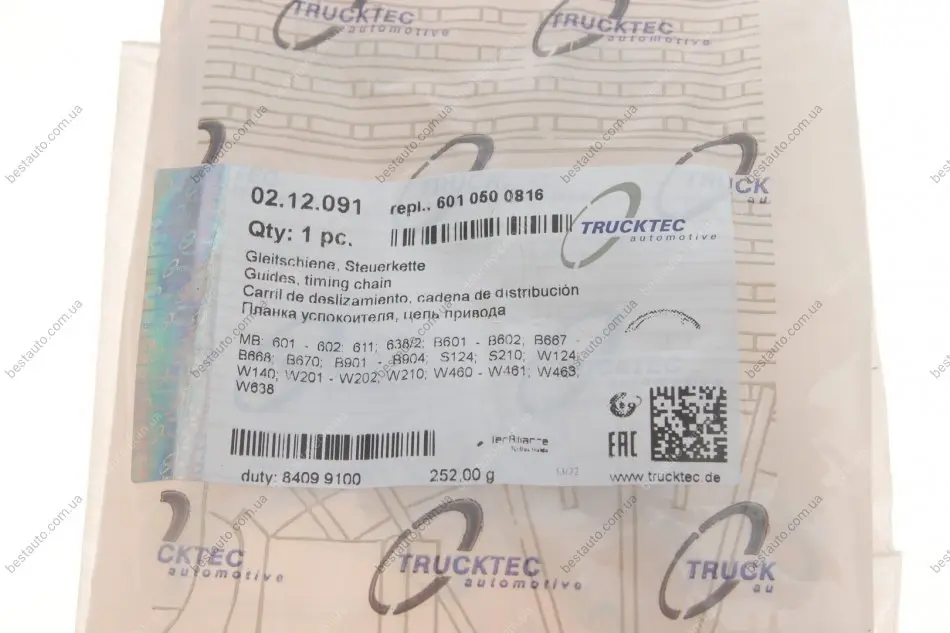 TRUCKTEC
automotive
TRUCKTEC
automotive
TRUCK
au
02.12.091 repl.. 601 050 0816
Qty: 1 pc.
TRUCKTEC
automotive
Gleitschiene, Steuerkette
Guides, timing chain
Carril de deslizamiento, cadena de distribución
Планка успокоителя, цепь привода
MB: 601 - 602; 611; 638/2; B601 - B602; B667 -
B668; B670; B901 - B904; S124; S210; W124;
W140; W201 - W202; W210; W460 - W461; W463;
W638
EAC
duty: 8409 9100 252,00 g
www.trucktec.de
CKTEC
automotive
TRUCKTEC
automotive
TRUCK
au
bestauto.com.ua